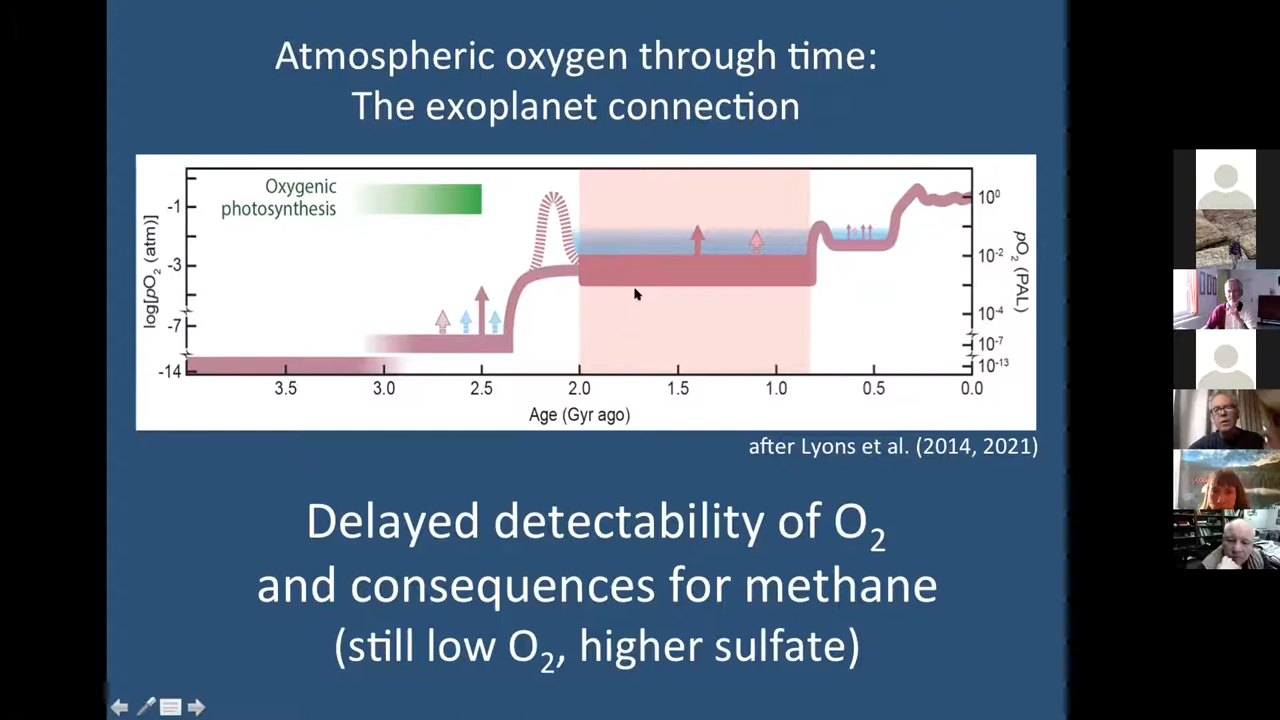 Atmospheric oxygen through time:
The exoplanet connection
Oxygenic
photosynthesis
log[pO2 (atm)]
-1
-3
-7
-14
10⁰
10⁻²
10⁻⁴
10⁻⁷
10⁻¹³
pO2 (PAL)
3.5 3.0 2.5 2.0 1.5 1.0 0.5 0.0
Age (Gyr ago)
after Lyons et al. (2014, 2021)
Delayed detectability of O2
and consequences for methane
(still low O2, higher sulfate)